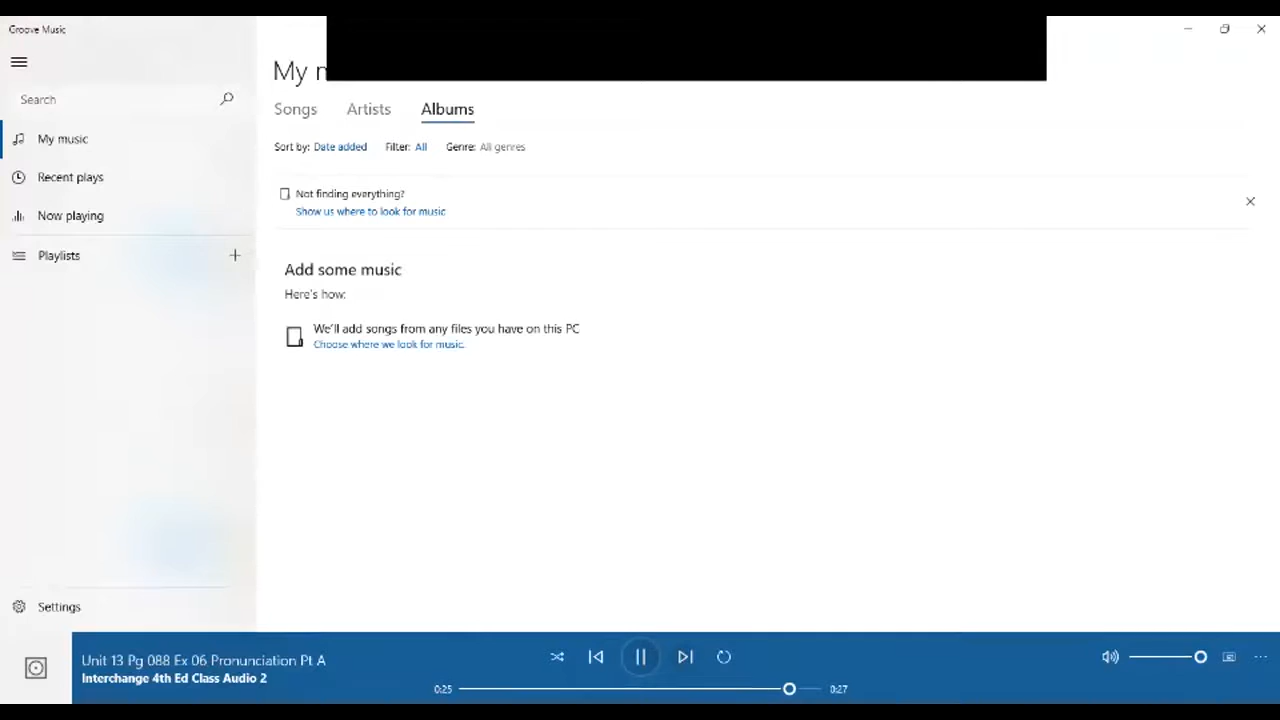 Groove Music
My
Search
Songs Artists Albums
My music
Sort by: Date added Filter: All Genre: All genres
Recent plays
Not finding everything?
Show us where to look for music
Now playing
Playlists
Add some music
Here's how:
We'll add songs from any files you have on this PC
Choose where we look for music.
Settings
Unit 13 Pg 088 Ex 06 Pronunciation Pt A
Interchange 4th Ed Class Audio 2
0:25 0:27